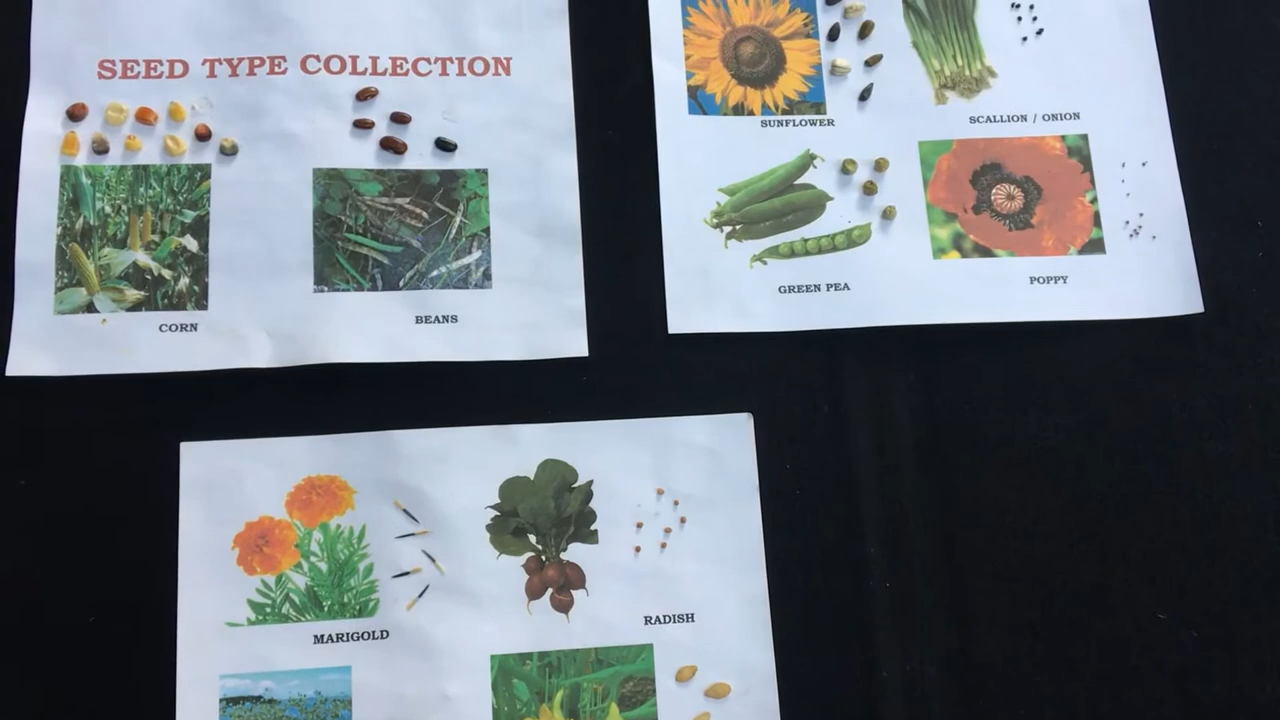 SEED TYPE COLLECTION
CORN
BEANS
SUNFLOWER
SCALLION / ONION
GREEN PEA
POPPY
MARIGOLD
RADISH